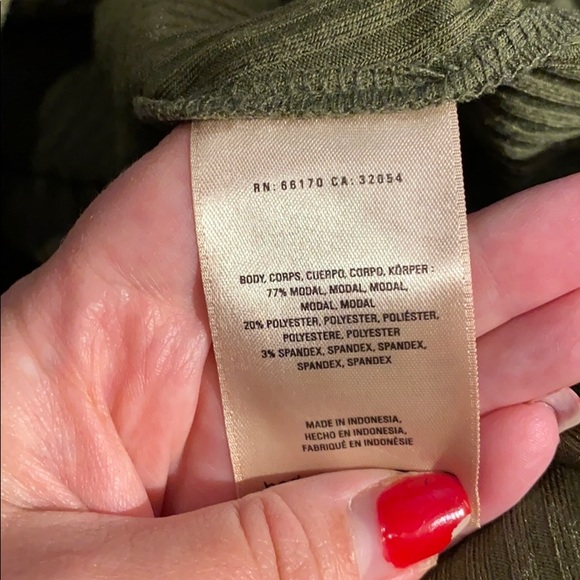 RN: 66170 CA: 32054
BODY, CORPS, CUERPO, CORPO, KÖRPER :
77% MODAL, MODAL, MODAL,
MODAL, MODAL
20% POLYESTER, POLYESTER, POLIÉSTER,
POLYESTERE, POLYESTER
3% SPANDEX, SPANDEX, SPANDEX,
SPANDEX, SPANDEX
MADE IN INDONESIA,
HECHO EN INDONESIA,
FABRIQUÉ EN INDONÉSIE